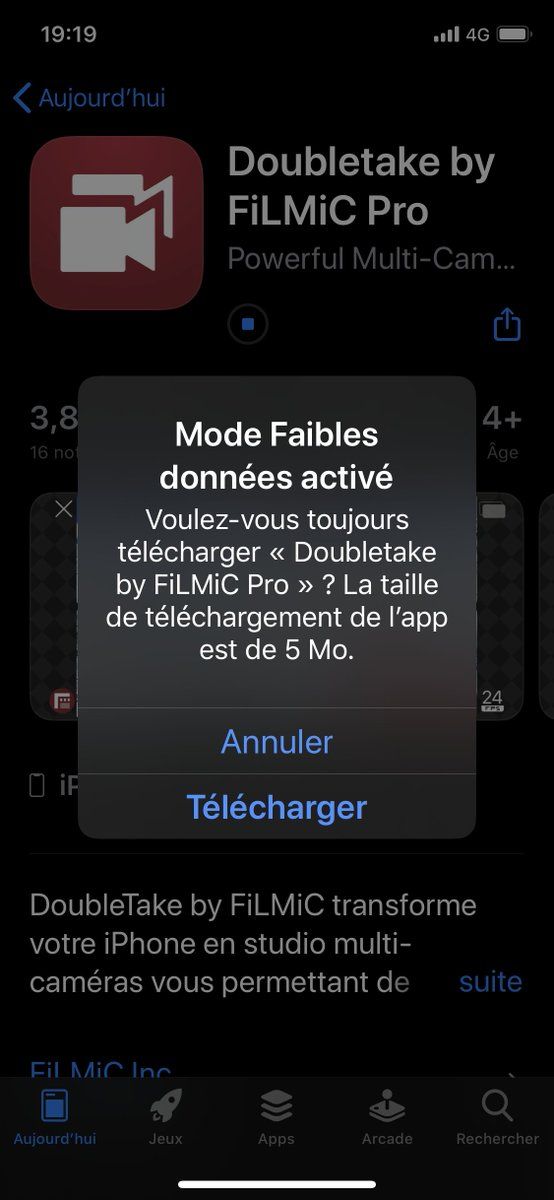 19:19
4G
Aujourd'hui
Doubletake by
FiLMiC Pro
Powerful Multi-Cam...
3,8
4+
16 not
Âge
Mode Faibles
données activé
Voulez-vous toujours
télécharger « Doubletake
by FiLMiC Pro » ? La taille
de téléchargement de l'app
est de 5 Mo.
24
FPS
Annuler
Télécharger
iP
DoubleTake by FiLMiC transforme
votre iPhone en studio multi-
caméras vous permettant de
suite
FiLMiC Inc
Aujourd'hui
Jeux
Apps
Arcade
Rechercher